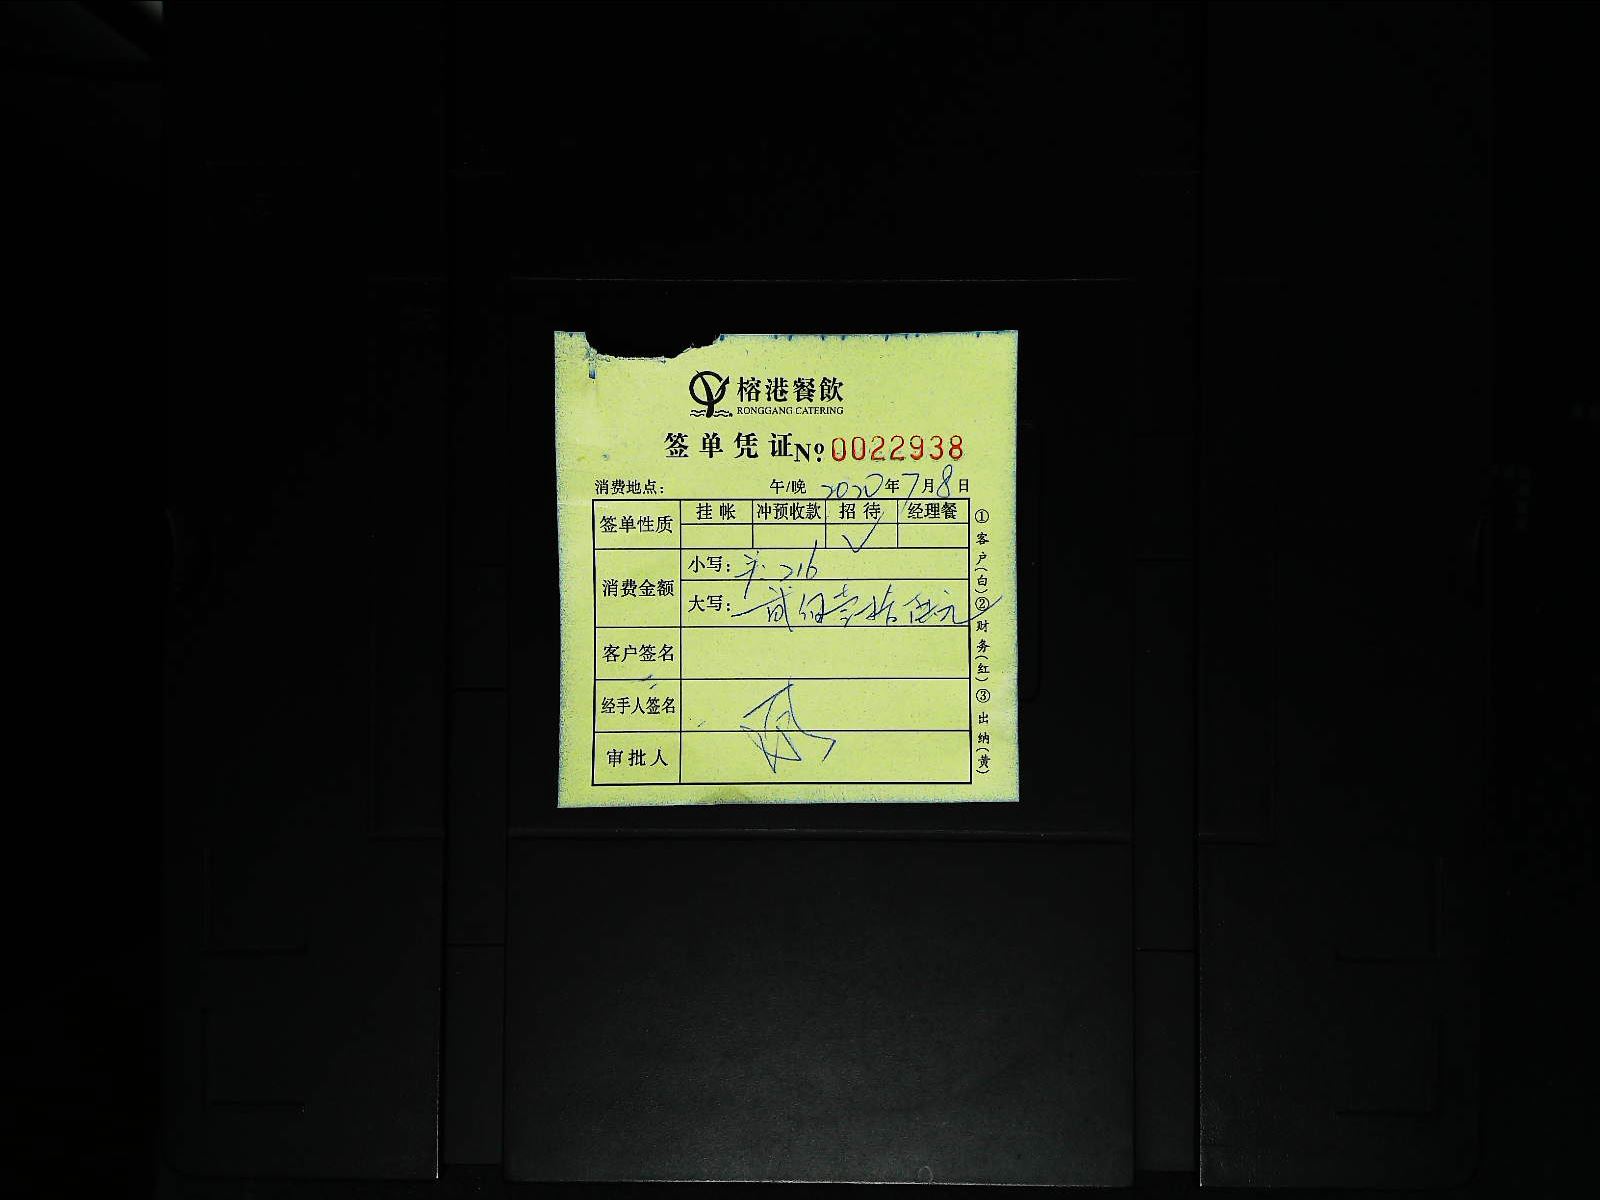 榕港餐飲
RONGGANG CATERING
签单凭证 No: 0022938
消费地点： 午/晚 2020年7月8日
签单性质 挂帐 冲预收款 招待 经理餐
✓
消费金额 小写：羊: 216
大写： 贰佰壹拾 元
客户签名
经手人签名
审批人
①客户(白)②财务(红)③出纳(黄)